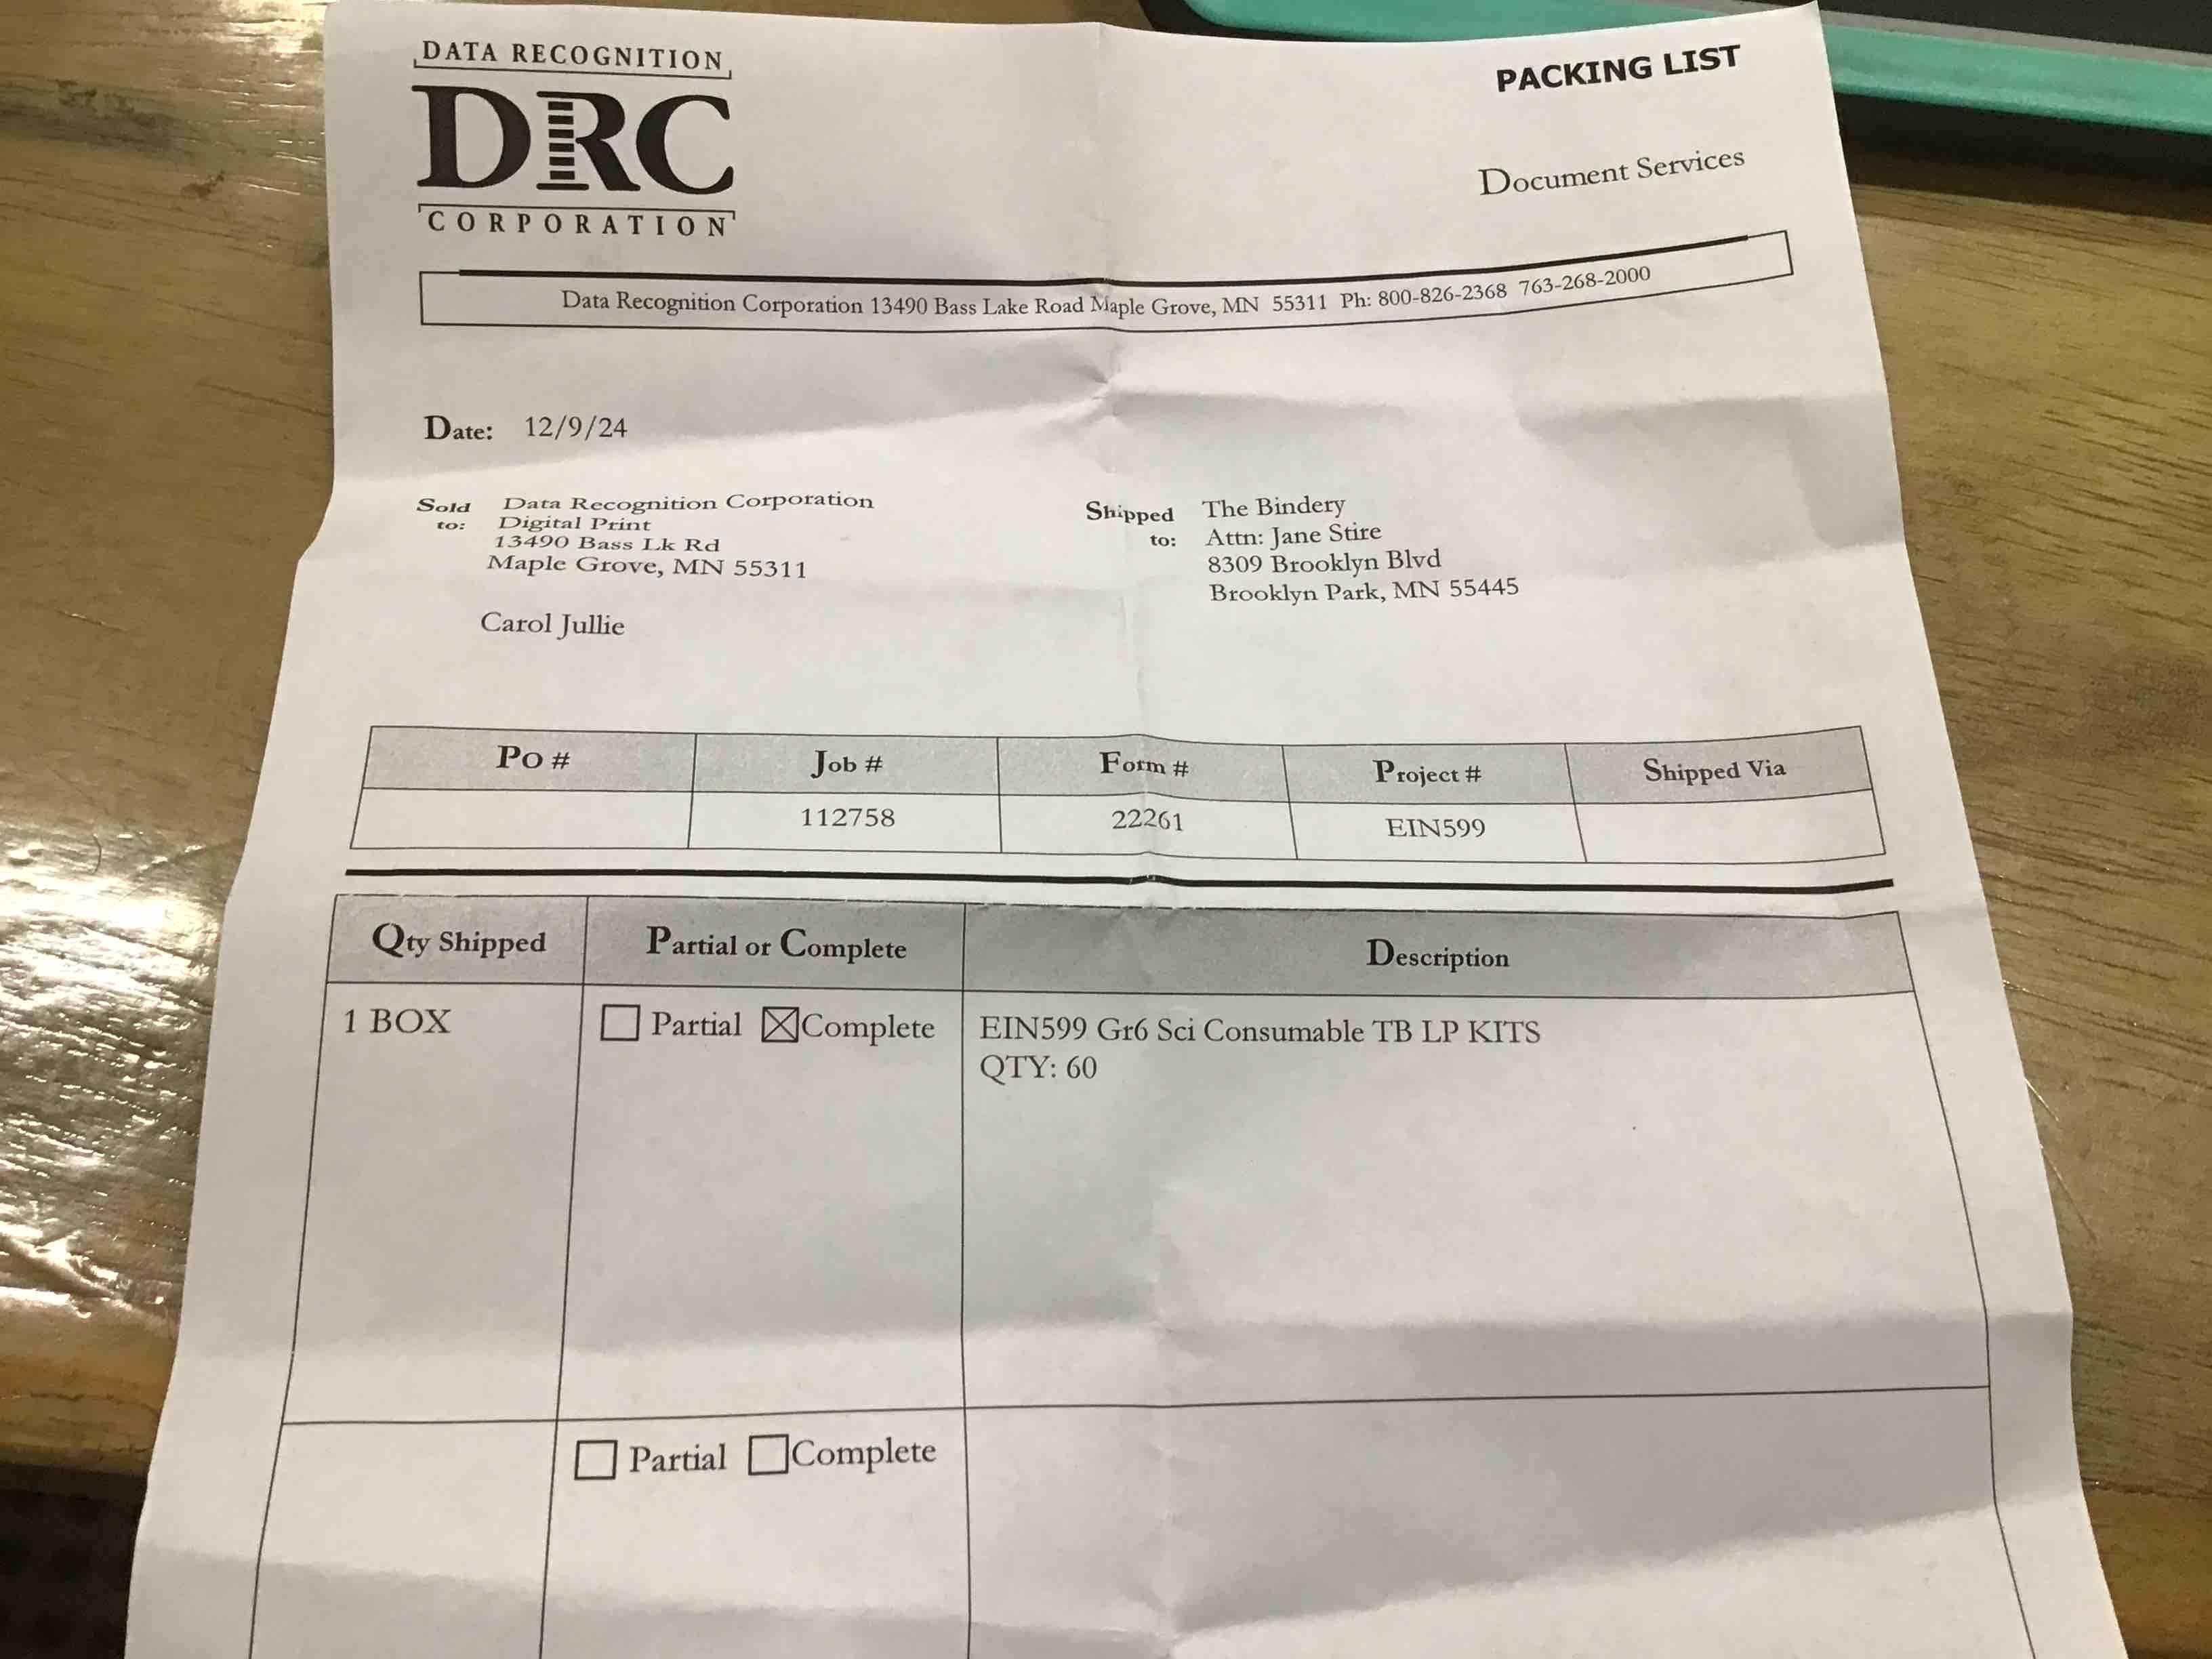 DATA RECOGNITION
DRC
CORPORATION
PACKING LIST
Document Services
Data Recognition Corporation 13490 Bass Lake Road Maple Grove, MN 55311 Ph: 800-826-2368 763-268-2000
Date: 12/9/24
Sold to:
Data Recognition Corporation
Digital Print
13490 Bass Lk Rd
Maple Grove, MN 55311
Carol Jullie
Shipped to:
The Bindery
Attn: Jane Stire
8309 Brooklyn Blvd
Brooklyn Park, MN 55445
Po # Job # Form # Project # Shipped Via
112758 22261 EIN599
Qty Shipped Partial or Complete Description
1 BOX Partial Complete EIN599 Gr6 Sci Consumable TB LP KITS
QTY: 60
Partial Complete